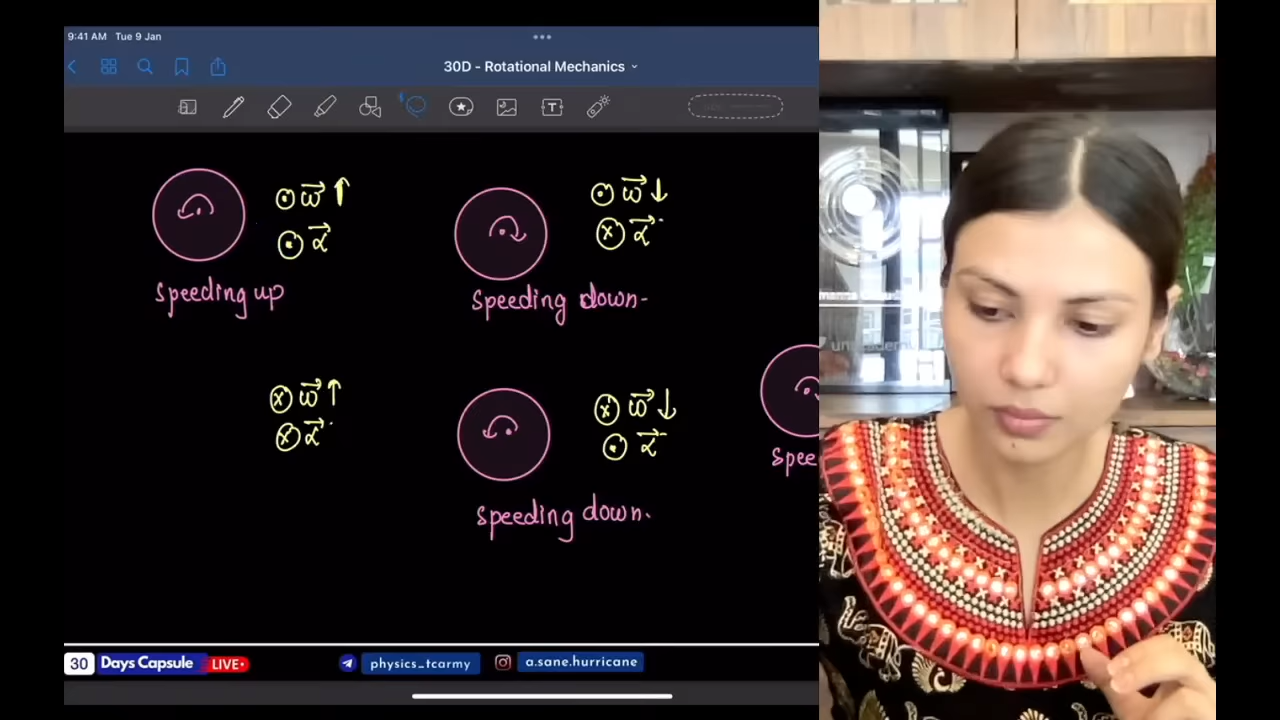 9:41 AM Tue 9 Jan
30D - Rotational Mechanics
⊙ ω⃗ ↑
⊙ α⃗
Speeding up
⊙ ω⃗ ↓
⊗ α⃗
Speeding down-
⊗ ω⃗ ↑
⊗ α⃗
⊗ ω⃗ ↓
⊙ α⃗
Speeding down.
Spee
30 Days Capsule LIVE
physics_tcarmy
a.sane.hurricane